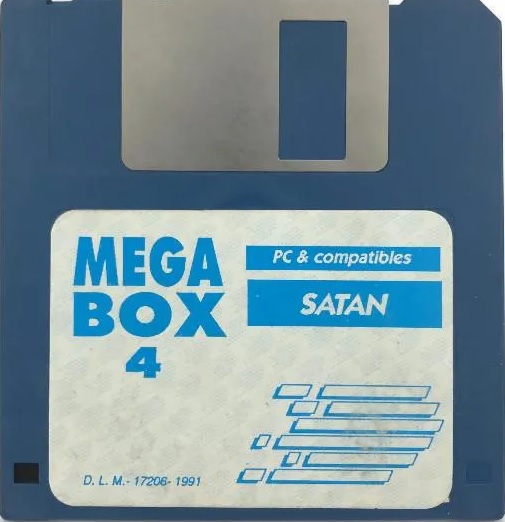 MEGA
BOX
4
PC & compatibles
SATAN
D. L. M.- 17206- 1991